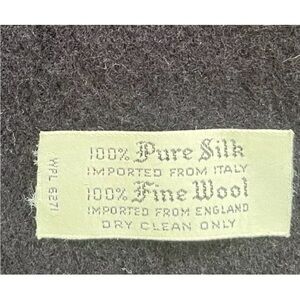 100% Pure Silk
IMPORTED FROM ITALY
100% Fine Wool
IMPORTED FROM ENGLAND
DRY CLEAN ONLY
WPL 6271